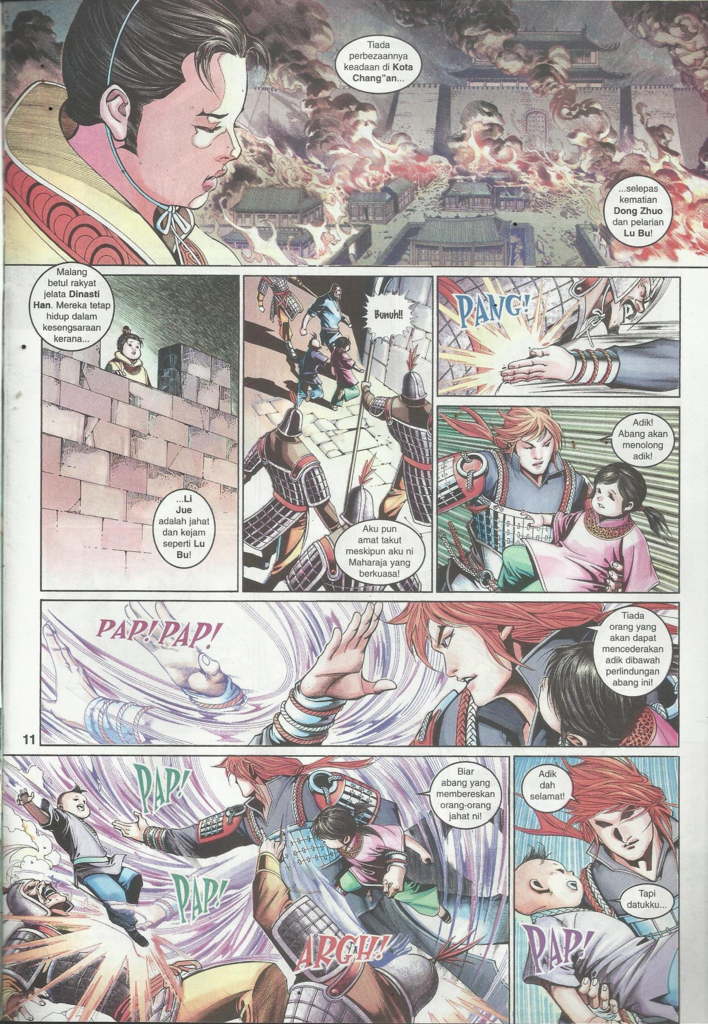 Tiada
perbezaannya
keadaan di Kota
Chang"an...
...selepas
kematian
Dong Zhuo
dan pelarian
Lu Bu!
Malang
betul rakyat
jelata Dinasti
Han. Mereka tetap
hidup dalam
kesengsaraan
kerana...
...Li
Jue
adalah jahat
dan kejam
seperti Lu
Bu!
Bunuh!!
Aku pun
amat takut
meskipun aku ni
Maharaja yang
berkuasa!
PANG!
Adik!
Abang akan
menolong
adik!
PAP! PAP!
Tiada
orang yang
akan dapat
mencederakan
adik dibawah
perlindungan
abang ini!
11
PAP!
Biar
abang yang
membereskan
orang-orang
jahat ni!
PAP!
ARGH!
Adik
dah
selamat!
Tapi
datukku...
PAP!